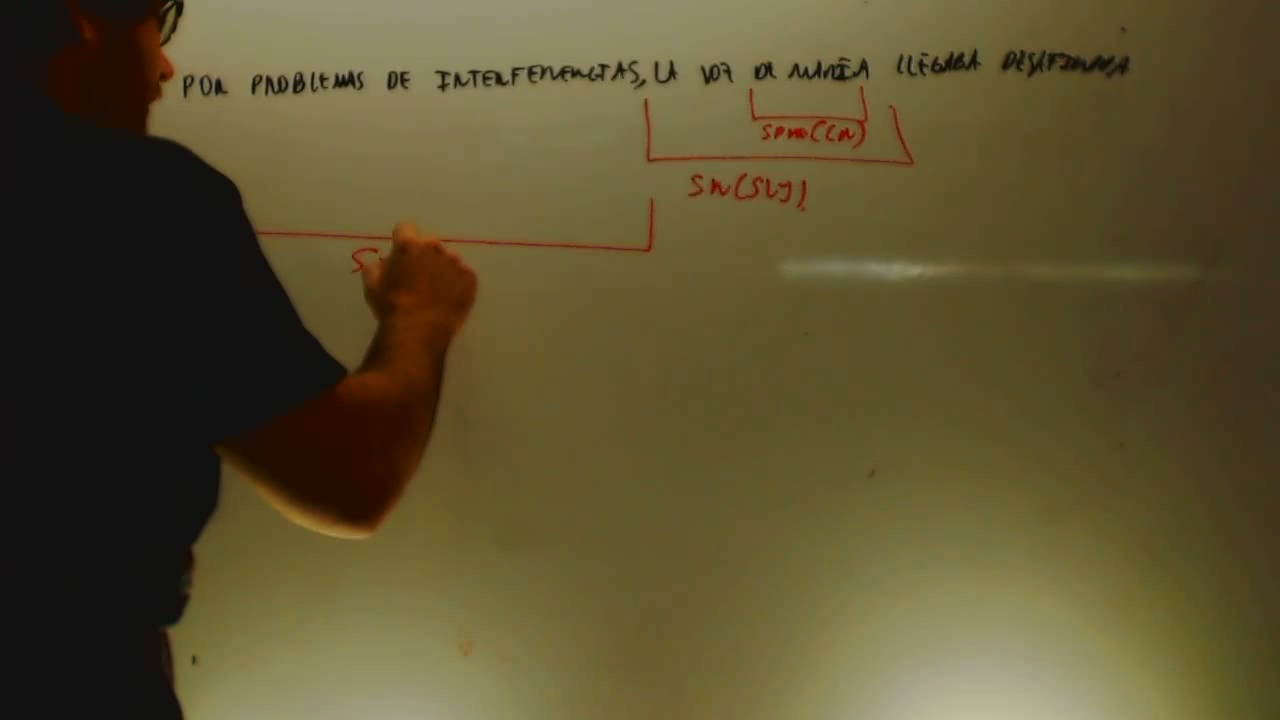 POR PROBLEMAS DE INTERFERENCIAS, LA VOZ DE MARÍA LLEGABA DESAFINADA
SPREP(CN)
SN(SUJ)
S